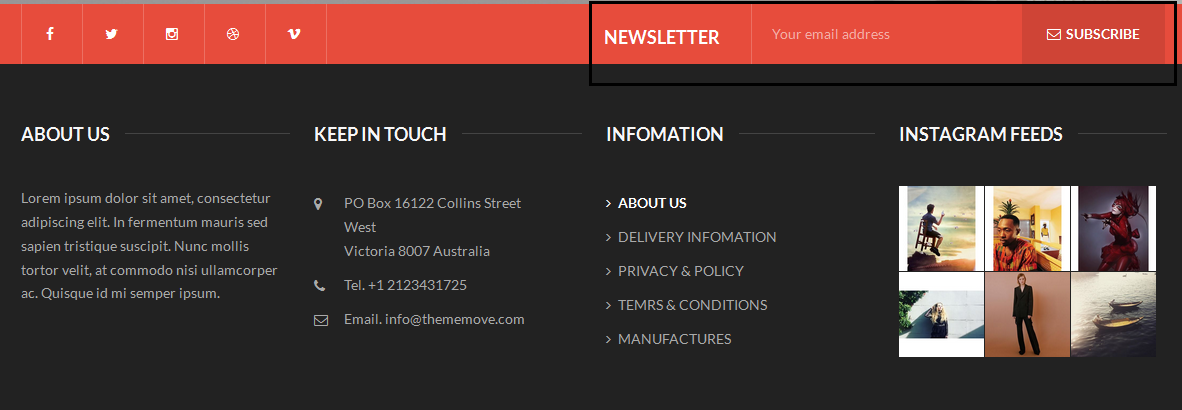 NEWSLETTER
Your email address
SUBSCRIBE
ABOUT US
Lorem ipsum dolor sit amet, consectetur
adipiscing elit. In fermentum mauris sed
sapien tristique suscipit. Nunc mollis
tortor velit, at commodo nisi ullamcorper
ac. Quisque id mi semper ipsum.
KEEP IN TOUCH
PO Box 16122 Collins Street
West
Victoria 8007 Australia
Tel. +1 2123431725
Email. info@thememove.com
INFOMATION
ABOUT US
DELIVERY INFOMATION
PRIVACY & POLICY
TEMRS & CONDITIONS
MANUFACTURES
INSTAGRAM FEEDS